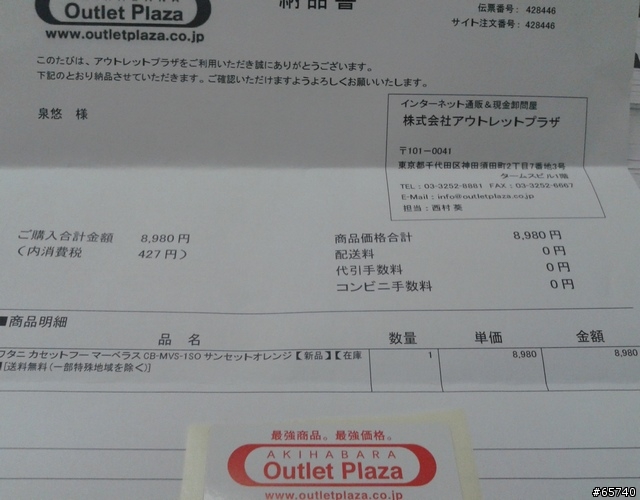 AKIHABARA
Outlet Plaza
www.outletplaza.co.jp
納品書
伝票番号: 428446
サイト注文番号: 428446
このたびは、アウトレットプラザをご利用いただき誠にありがとうございます。
下記のとおり納品させていただきます。ご確認いただけますようよろしくお願いいたします。
泉悠 様
インターネット通販&現金卸問屋
株式会社アウトレットプラザ
〒101-0041
東京都千代田区神田須田町2丁目7番地3号
タームスビル1階
TEL : 03-3252-8881 FAX : 03-3252-6667
E-Mail : info@outletplaza.co.jp
担当 : 西村 葵
ご購入合計金額 8,980 円
(内消費税 427 円)
商品価格合計 8,980 円
配送料 0 円
代引手数料 0 円
コンビニ手数料 0 円
■商品明細
品 名 数量 単価 金額
ワタニ カセットフー マーベラス CB-MVS-1SO サンセットオレンジ【新品】【在庫 1 8,980 8,980
】[送料無料(一部特殊地域を除く)]
最強商品。最強価格。
AKIHABARA
Outlet Plaza
www.outletplaza.co.jp
#65740